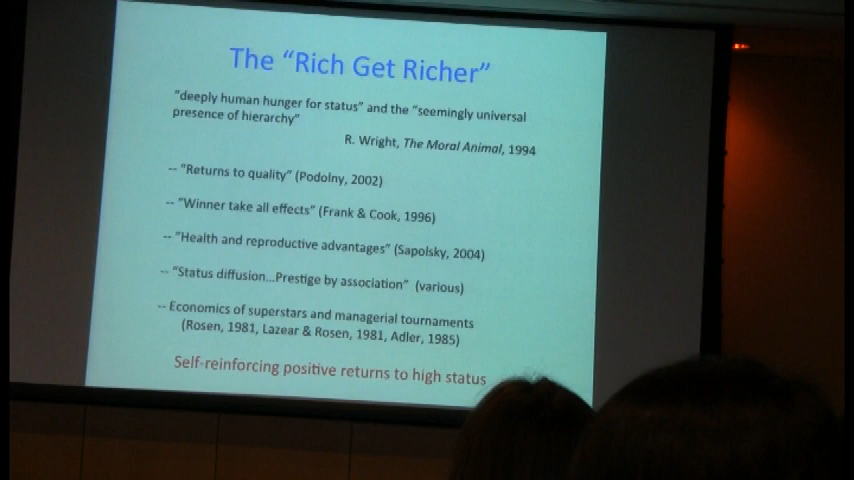 The “Rich Get Richer”
“deeply human hunger for status” and the “seemingly universal
presence of hierarchy”
R. Wright, The Moral Animal, 1994
-- “Returns to quality” (Podolny, 2002)
-- “Winner take all effects” (Frank & Cook, 1996)
-- “Health and reproductive advantages” (Sapolsky, 2004)
-- “Status diffusion...Prestige by association” (various)
-- Economics of superstars and managerial tournaments
(Rosen, 1981, Lazear & Rosen, 1981, Adler, 1985)
Self-reinforcing positive returns to high status